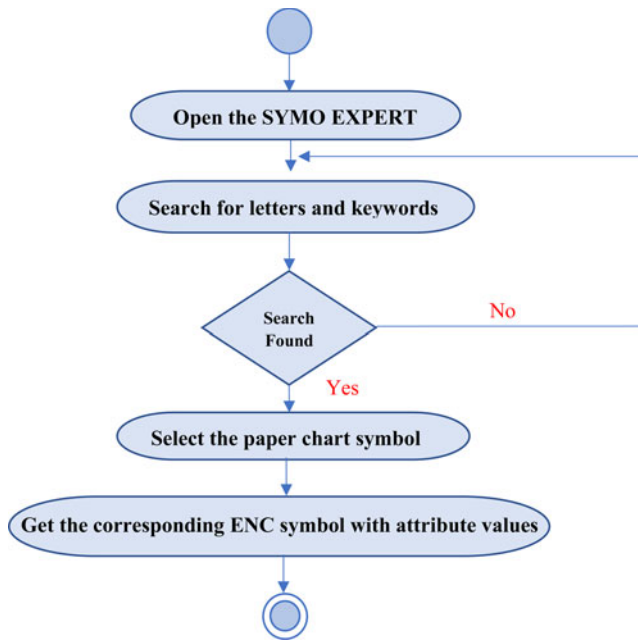 Open the SYMO EXPERT
Search for letters and keywords
Search
Found
No
Yes
Select the paper chart symbol
Get the corresponding ENC symbol with attribute values